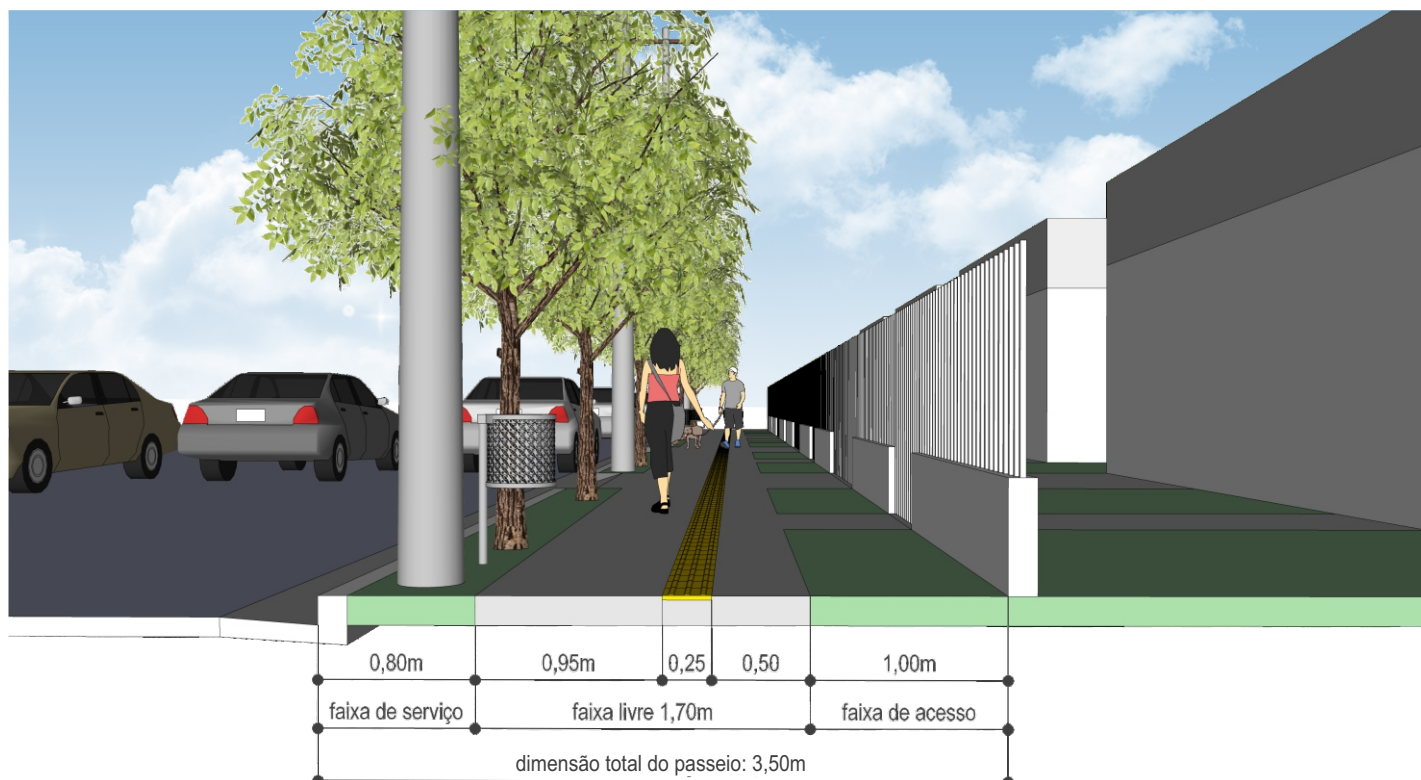 0,80m 0,95m 0,25 0,50 1,00m
faixa de serviço faixa livre 1,70m faixa de acesso
dimensão total do passeio: 3,50m